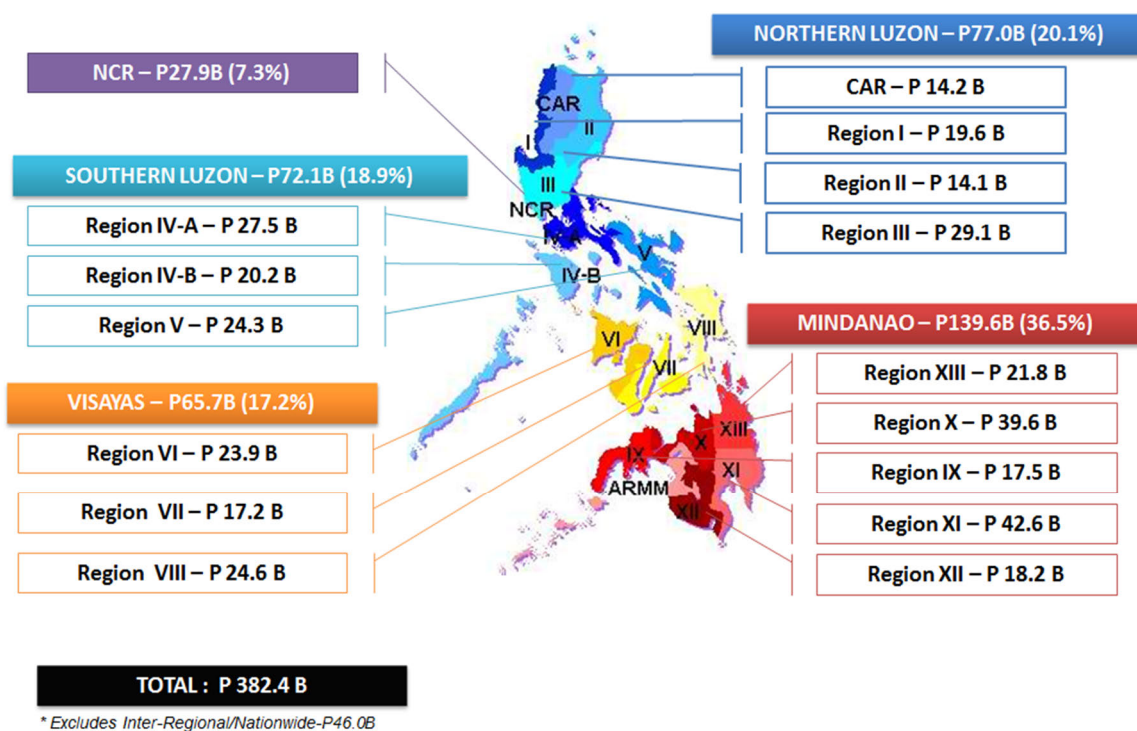 NORTHERN LUZON – P77.0B (20.1%)
CAR – P 14.2 B
Region I – P 19.6 B
Region II – P 14.1 B
Region III – P 29.1 B
NCR – P27.9B (7.3%)
SOUTHERN LUZON – P72.1B (18.9%)
Region IV-A – P 27.5 B
Region IV-B – P 20.2 B
Region V – P 24.3 B
VISAYAS – P65.7B (17.2%)
Region VI – P 23.9 B
Region VII – P 17.2 B
Region VIII – P 24.6 B
MINDANAO – P139.6B (36.5%)
Region XIII – P 21.8 B
Region X – P 39.6 B
Region IX – P 17.5 B
Region XI – P 42.6 B
Region XII – P 18.2 B
CAR
II
I
III
NCR
IV-A
V
IV-B
VIII
VI
VII
XIII
X
IX
XI
ARMM
XII
TOTAL : P 382.4 B
* Excludes Inter-Regional/Nationwide-P46.0B